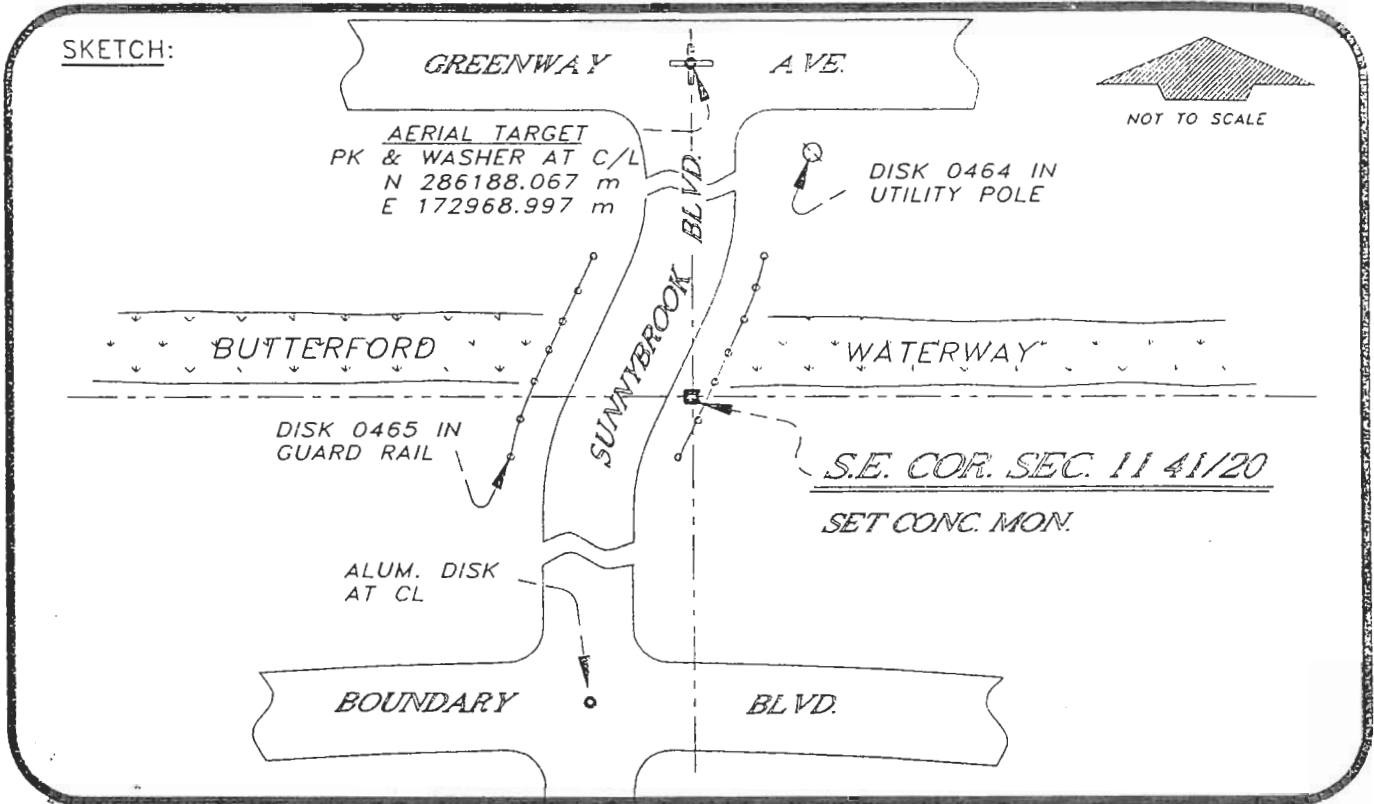 SKETCH:
GREENWAY AVE.
NOT TO SCALE
AERIAL TARGET
PK & WASHER AT C/L
N 286188.067 m
E 172968.997 m
DISK 0464 IN
UTILITY POLE
SUNNYBROOK BLVD.
BUTTERFORD WATERWAY
DISK 0465 IN
GUARD RAIL
S.E. COR. SEC. 11 41/20
SET CONC. MON.
ALUM. DISK
AT CL
BOUNDARY BLVD.